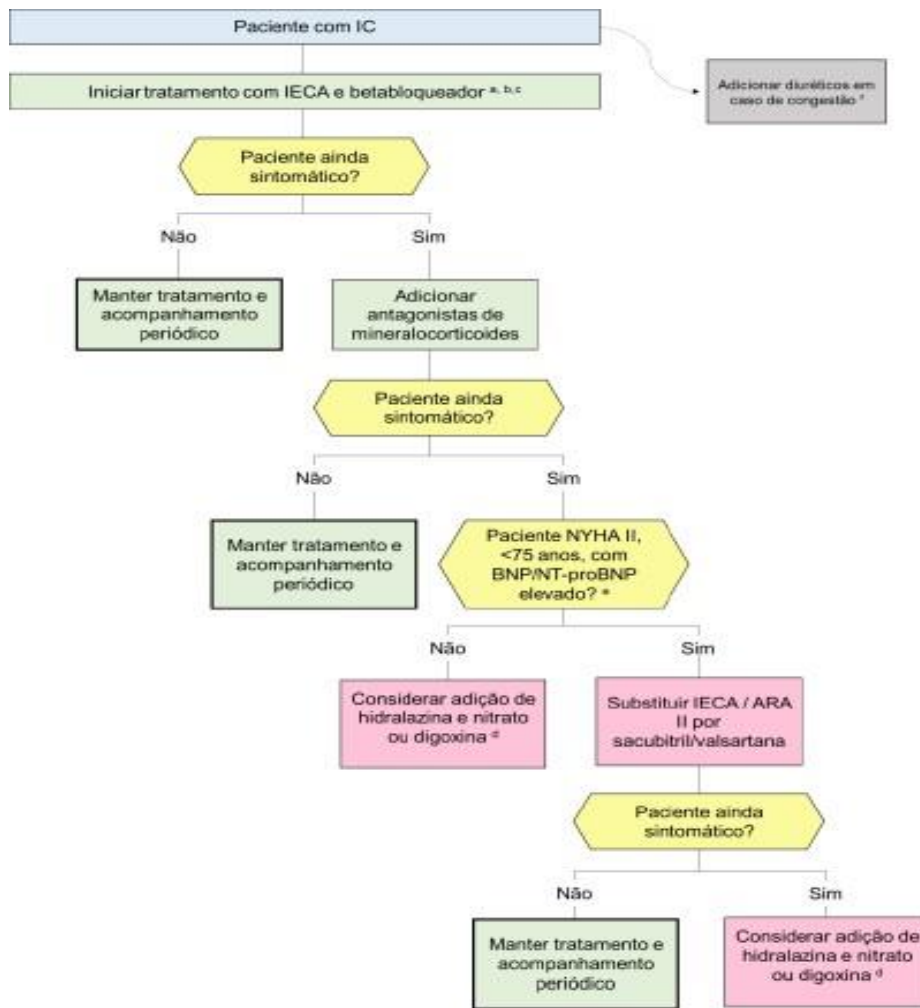 Paciente com IC
Iniciar tratamento com IECA e betabloqueador a, b,c
Adicionar diuréticos em
caso de congestão
Paciente ainda
sintomático?
Não
Sim
Manter tratamento e
acompanhamento
periódico
Adicionar
antagonistas de
mineralocorticoides
Paciente ainda
sintomático?
Não
Sim
Manter tratamento e
acompanhamento
periódico
Paciente NYHA II,
<75 anos, com
BNP/NT-proBNP
elevado?
Não
Sim
Considerar adição de
hidralazina e nitrato
ou digoxina d
Substituir IECA / ARA
II por
sacubitril/valsartana
Paciente ainda
sintomático?
Não
Sim
Manter tratamento e
acompanhamento
periódico
Considerar adição de
hidralazina e nitrato
ou digoxina d